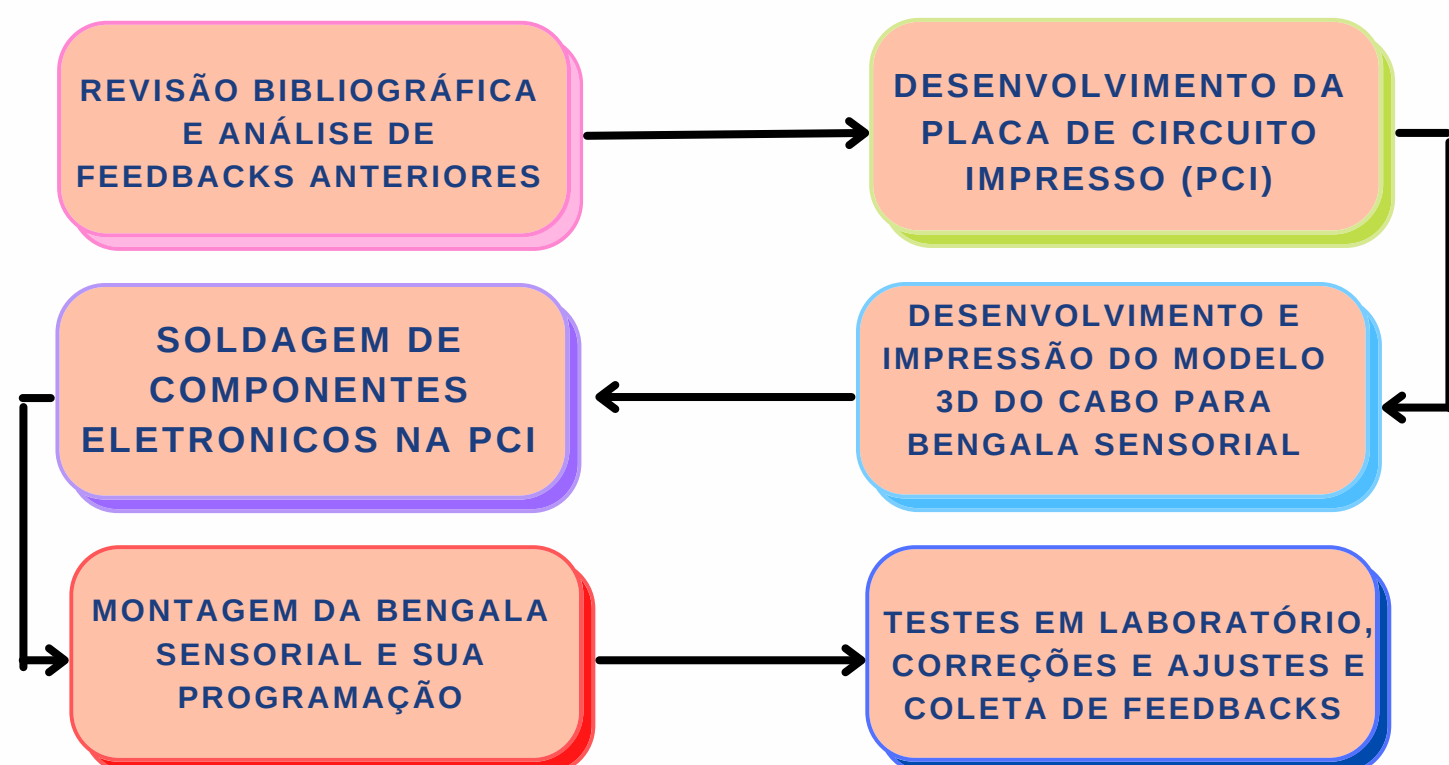 REVISÃO BIBLIOGRÁFICA
E ANÁLISE DE
FEEDBACKS ANTERIORES
DESENVOLVIMENTO DA
PLACA DE CIRCUITO
IMPRESSO (PCI)
DESENVOLVIMENTO E
IMPRESSÃO DO MODELO
3D DO CABO PARA
BENGALA SENSORIAL
SOLDAGEM DE
COMPONENTES
ELETRONICOS NA PCI
MONTAGEM DA BENGALA
SENSORIAL E SUA
PROGRAMAÇÃO
TESTES EM LABORATÓRIO,
CORREÇÕES E AJUSTES E
COLETA DE FEEDBACKS